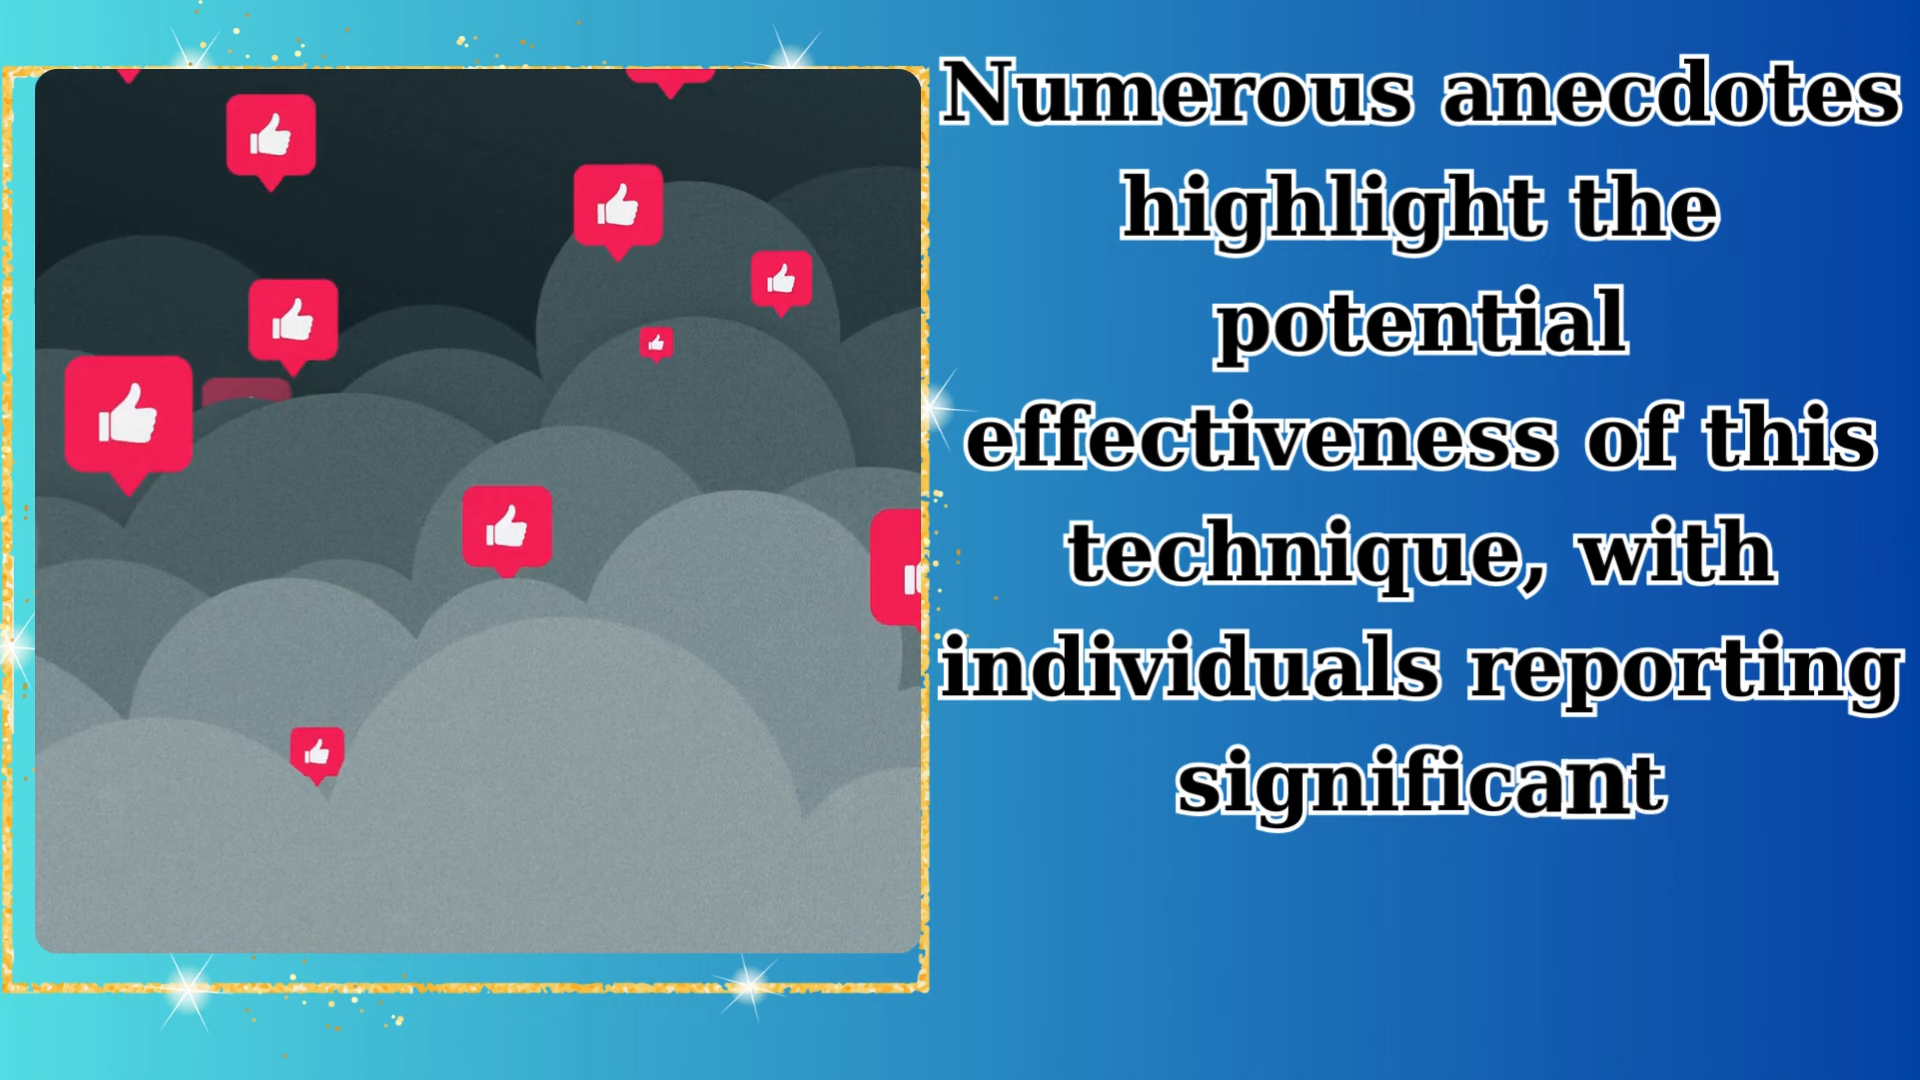 Numerous anecdotes
highlight the
potential
effectiveness of this
technique, with
individuals reporting
significant